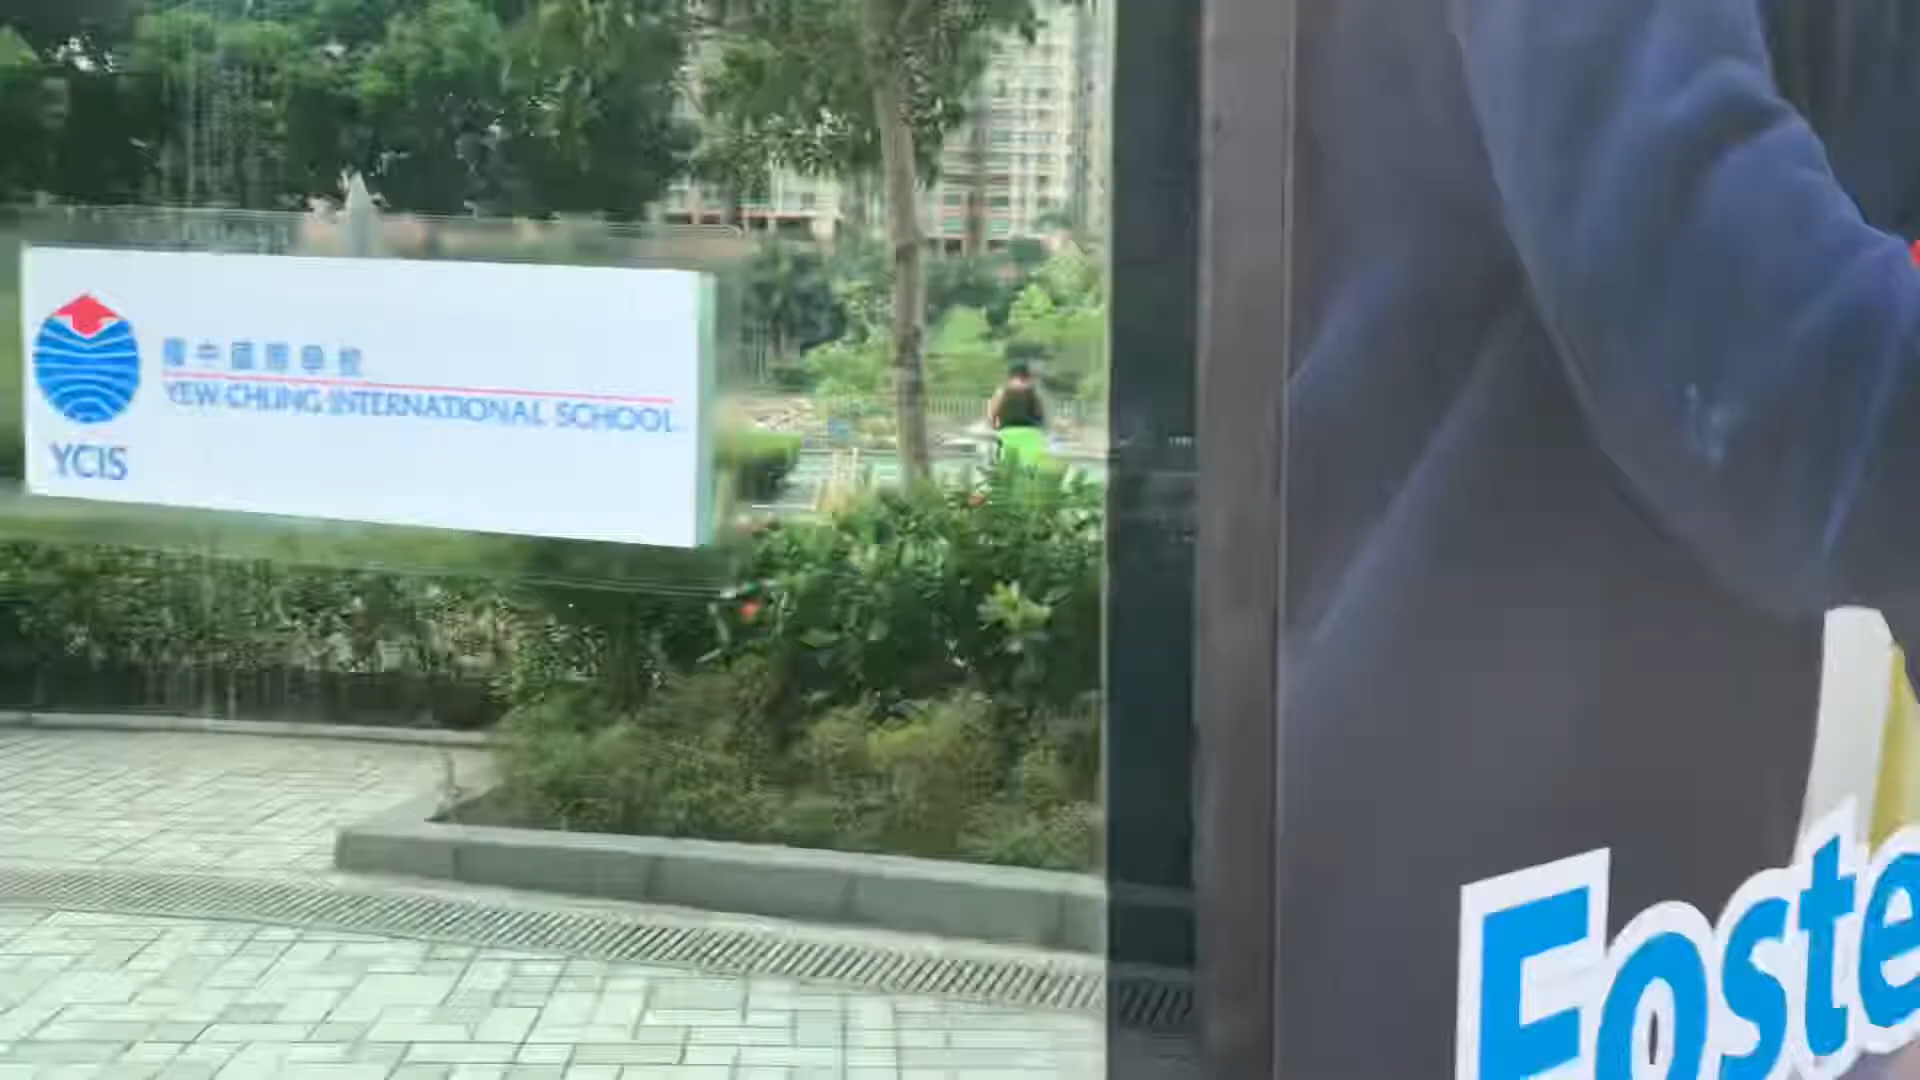 耀中國際學校
YEW CHUNG INTERNATIONAL SCHOOL
YCIS
Foste